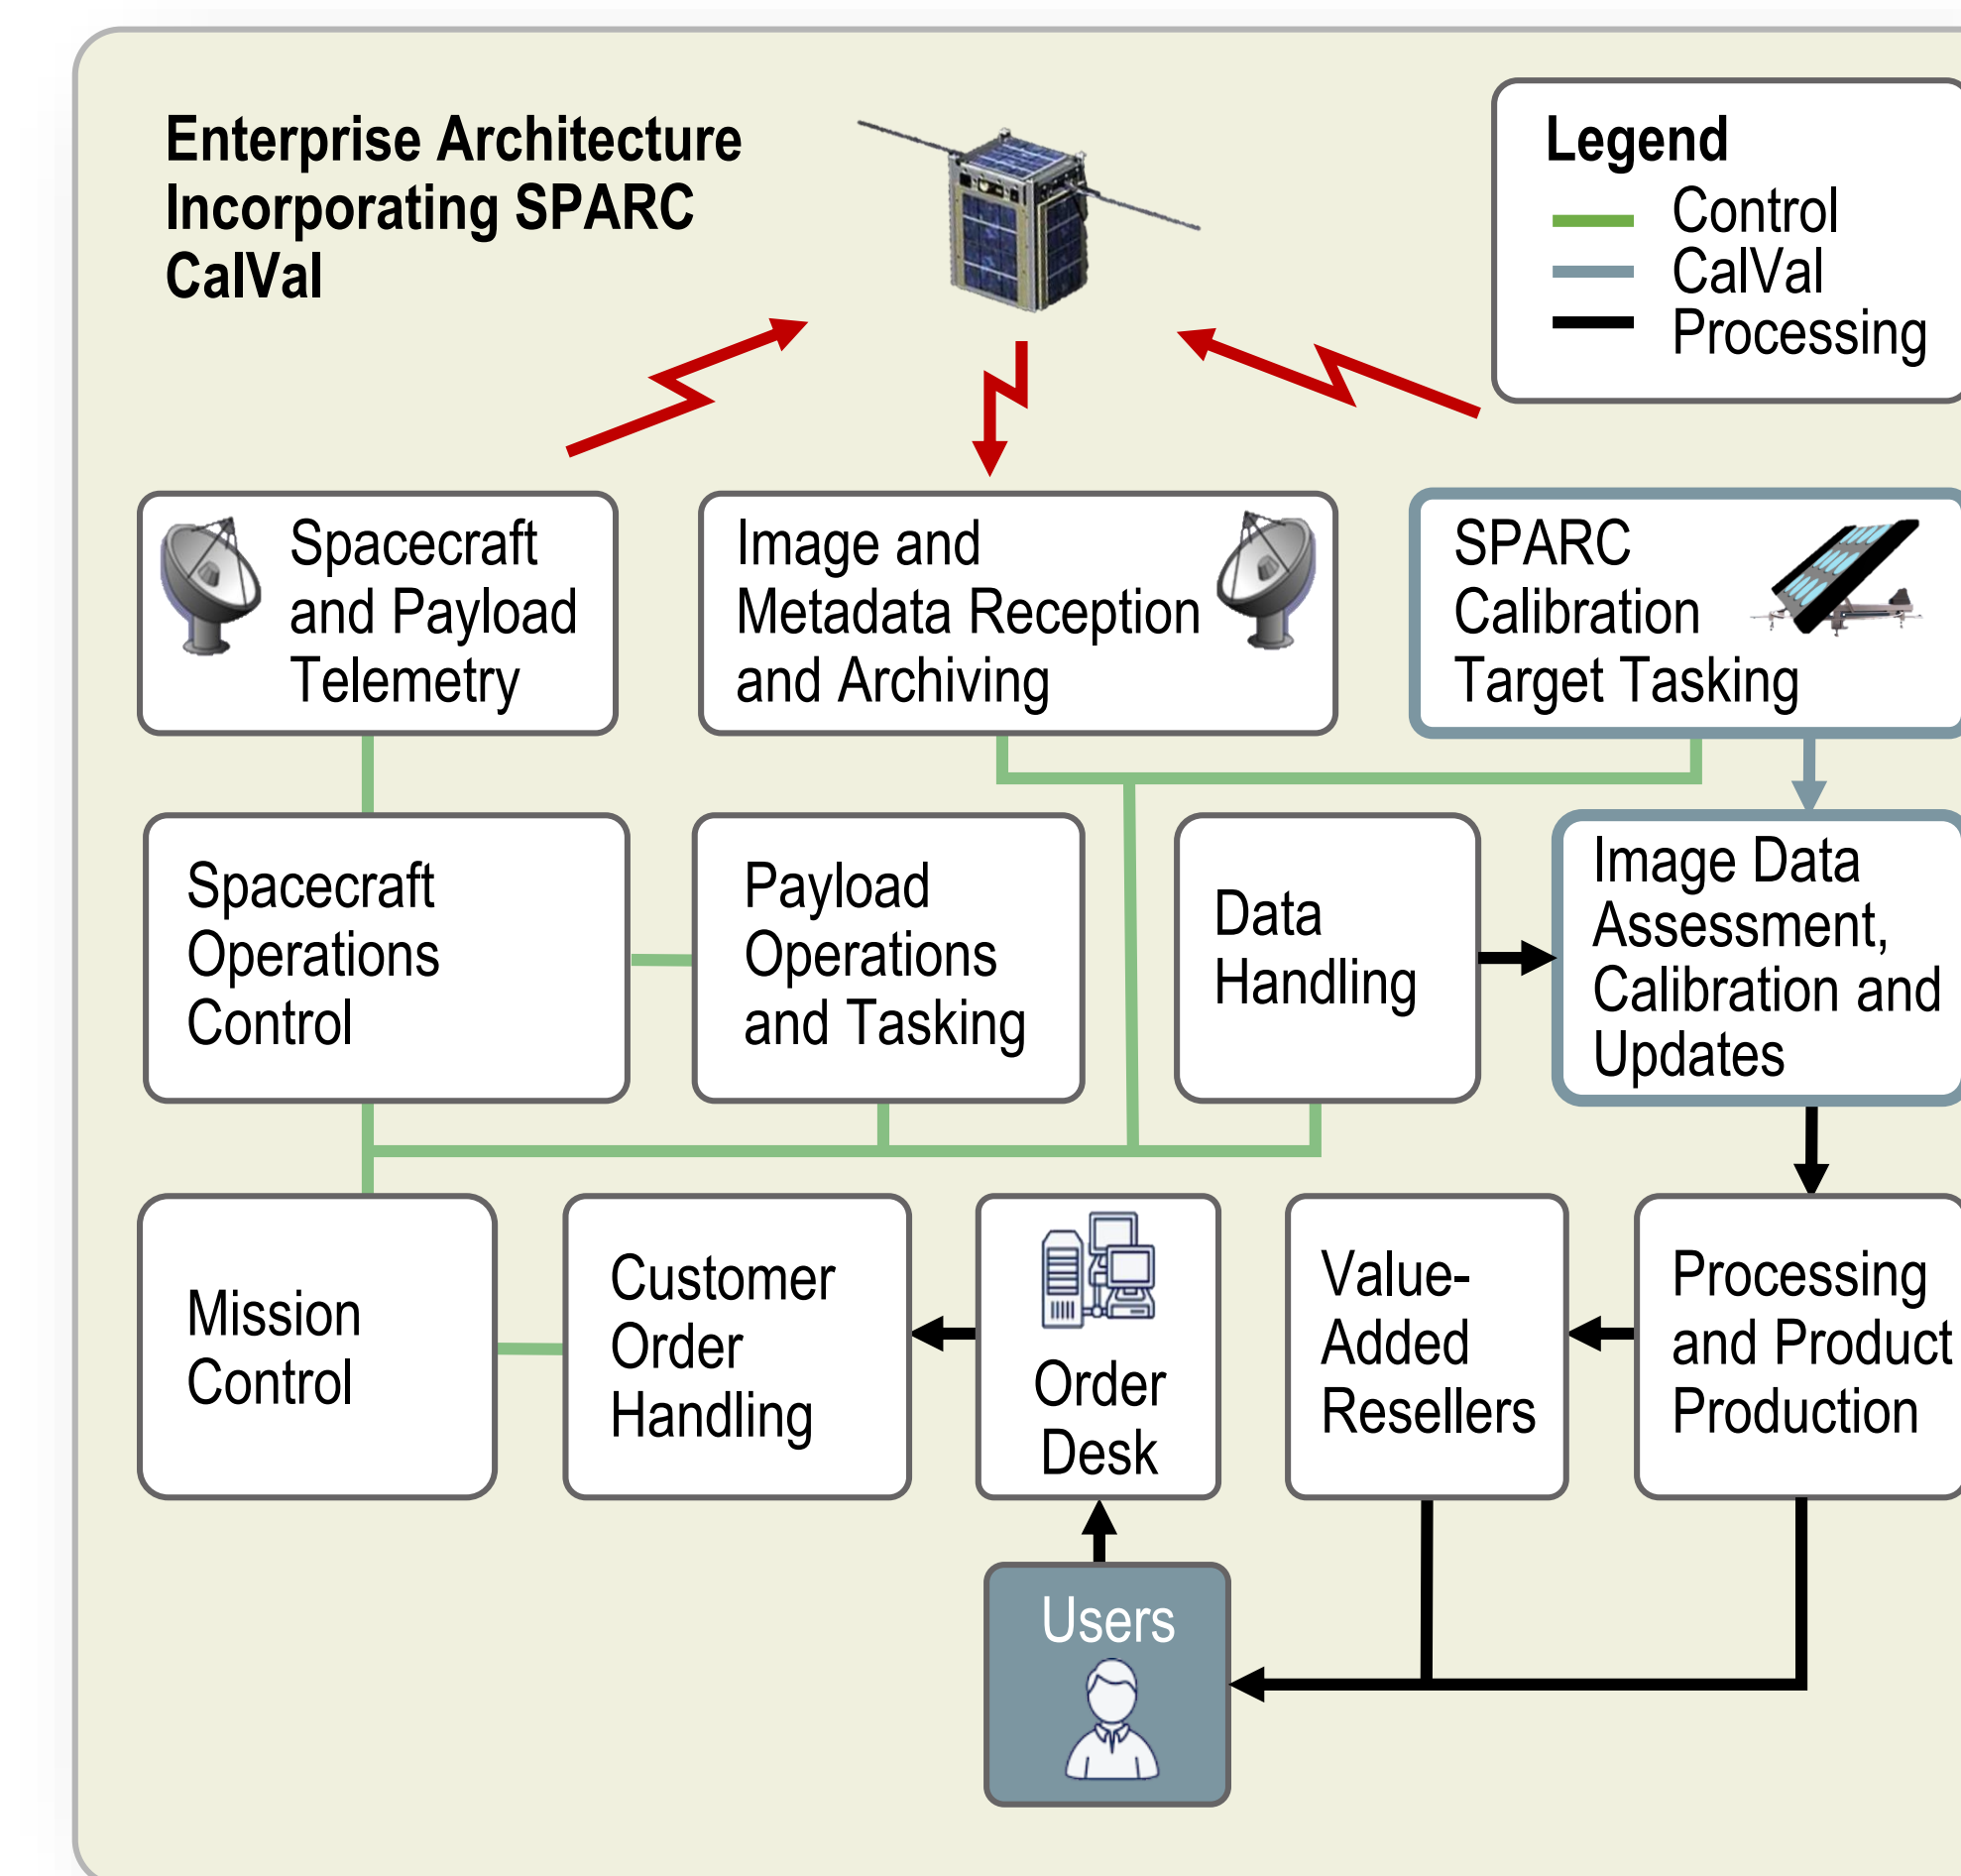 Enterprise Architecture
Incorporating SPARC
CalVal
Legend
Control
CalVal
Processing
Spacecraft
and Payload
Telemetry
Image and
Metadata Reception
and Archiving
SPARC
Calibration
Target Tasking
Spacecraft
Operations
Control
Payload
Operations
and Tasking
Data
Handling
Image Data
Assessment,
Calibration and
Updates
Mission
Control
Customer
Order
Handling
Order
Desk
Value-
Added
Resellers
Processing
and Product
Production
Users